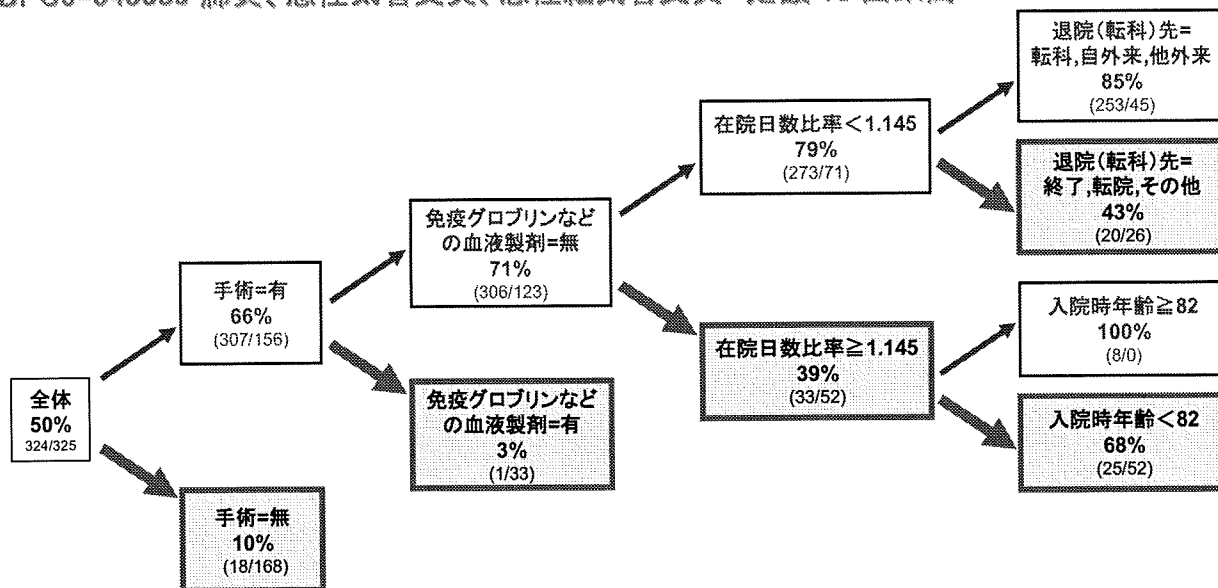 退院(転科)先=
転科,自外来,他外来
85%
(253/45)
在院日数比率<1.145
79%
(273/71)
退院(転科)先=
終了,転院,その他
43%
(20/26)
免疫グロブリンなど
の血液製剤=無
71%
(306/123)
手術=有
66%
(307/156)
入院時年齢≧82
100%
(8/0)
在院日数比率≧1.145
39%
(33/52)
全体
50%
324/325
免疫グロブリンなど
の血液製剤=有
3%
(1/33)
入院時年齢<82
68%
(25/52)
手術=無
10%
(18/168)